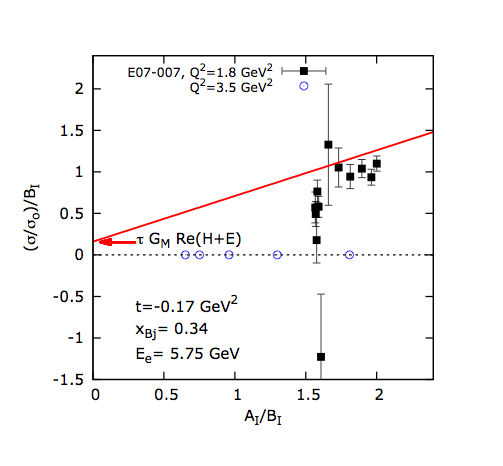 E07-007, Q²=1.8 GeV²
Q²=3.5 GeV²
2
1.5
1
0.5
0
-0.5
-1
-1.5
(σ/σ₀)/B_I
τ G_M Re(H+E)
t=-0.17 GeV²
x_Bj= 0.34
E_e= 5.75 GeV
0 0.5 1 1.5 2
A_I/B_I